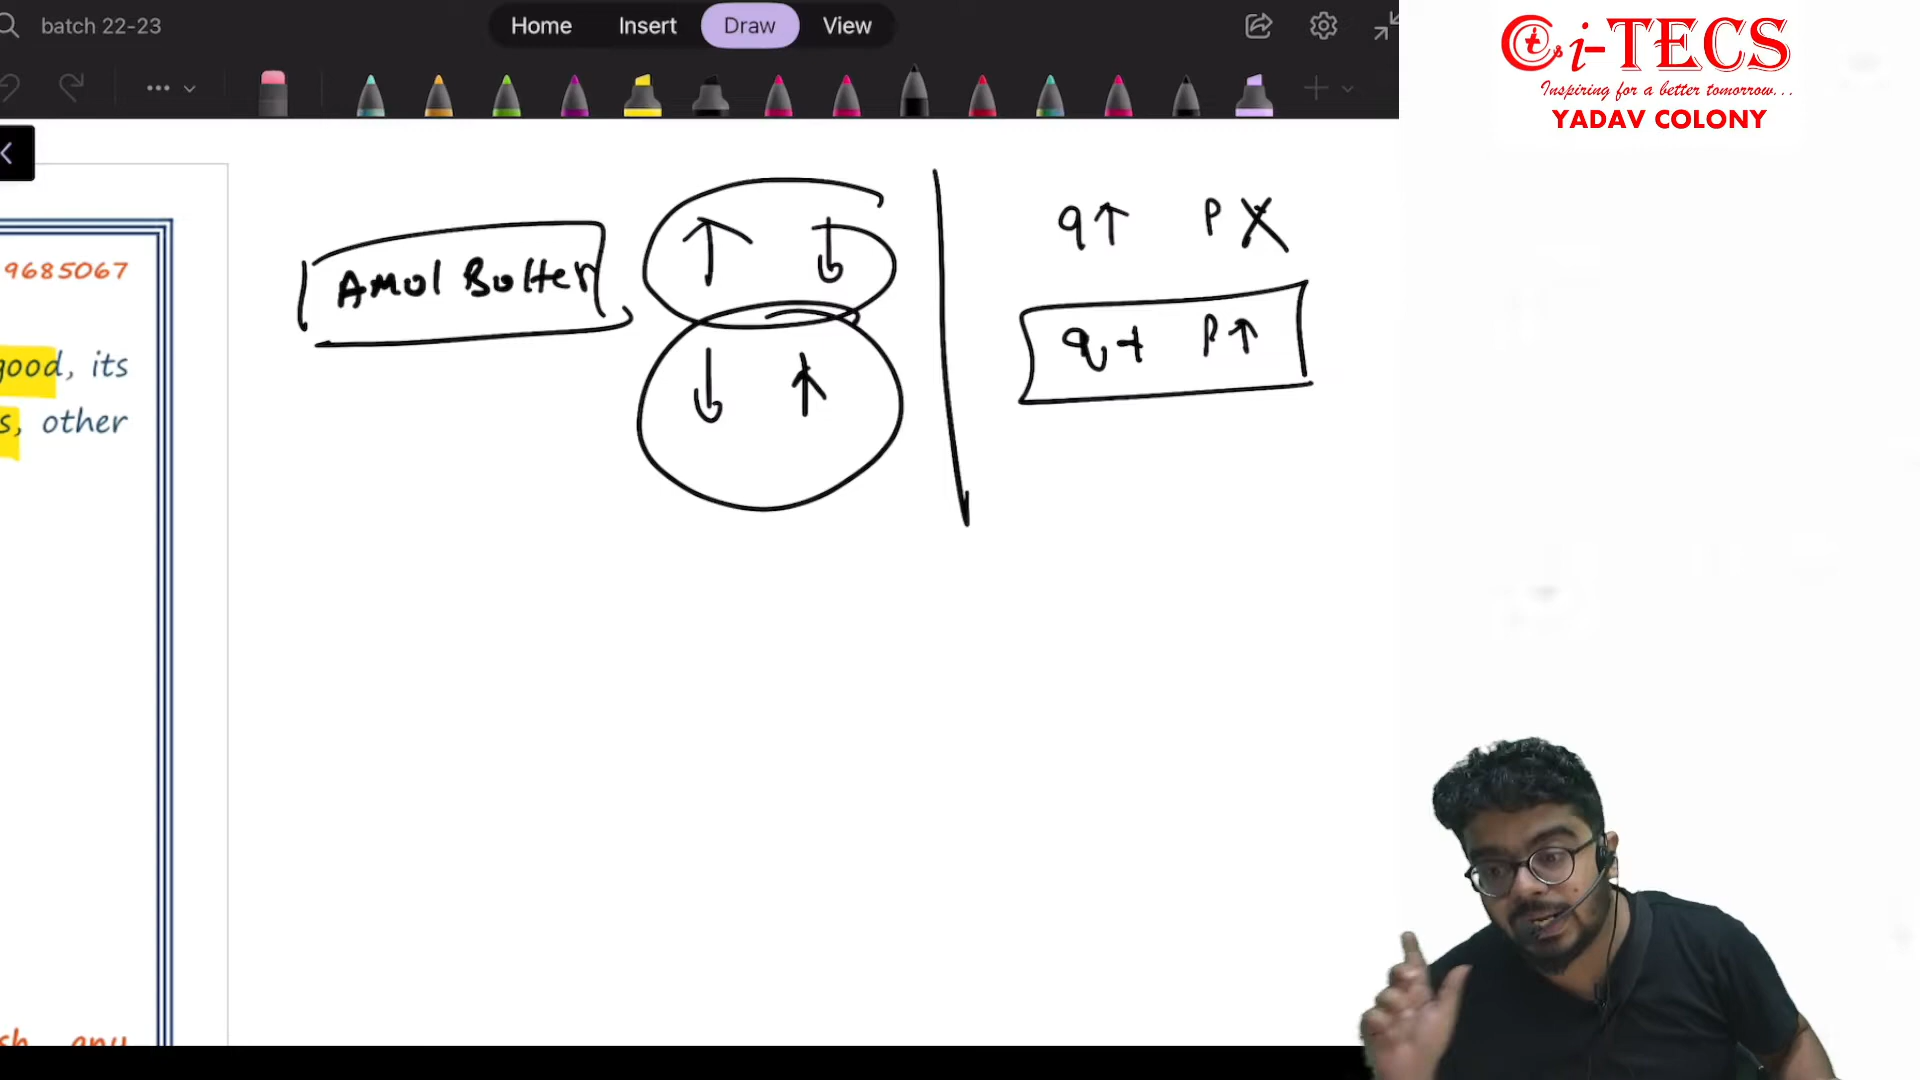 batch 22-23
Home Insert Draw View
i-TECS
Inspiring for a better tomorrow...
YADAV COLONY
9685067
good, its
s, other
Amol Butter ↑ ↓
↓ ↑
q↑ P X
q + P↑